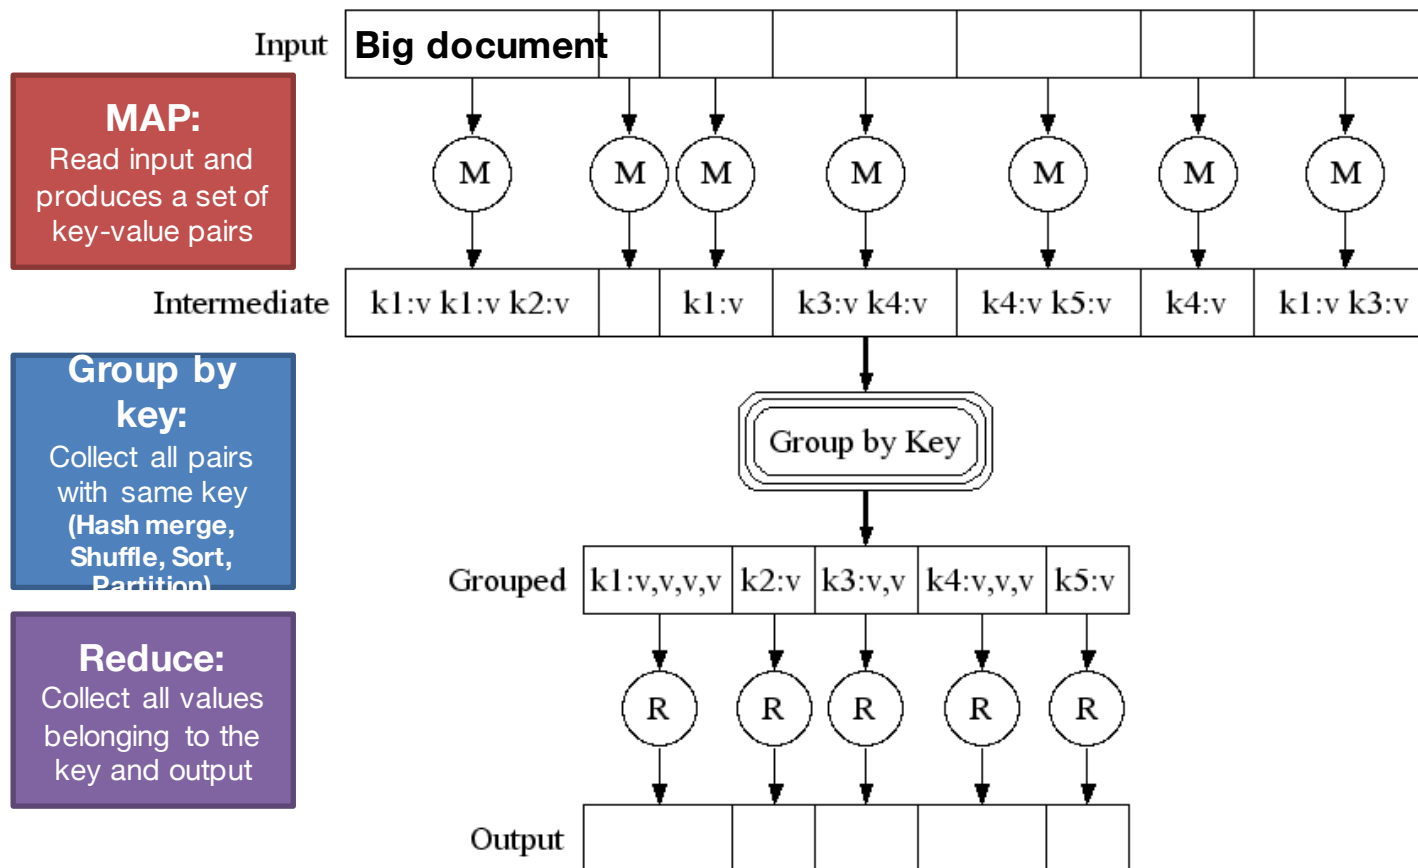 Input Big document
MAP:
Read input and
produces a set of
key-value pairs
M M M M M M M
Intermediate k1:v k1:v k2:v k1:v k3:v k4:v k4:v k5:v k4:v k1:v k3:v
Group by
key:
Collect all pairs
with same key
(Hash merge,
Shuffle, Sort,
Partition)
Group by Key
Grouped k1:v,v,v,v k2:v k3:v,v k4:v,v,v k5:v
Reduce:
Collect all values
belonging to the
key and output
R R R R R
Output